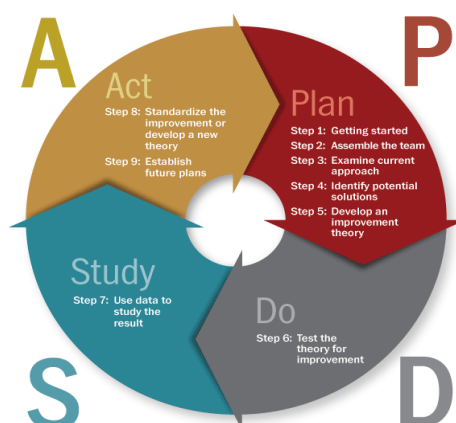 A
P
Act
Step 8: Standardize the
improvement or
develop a new
theory
Step 9: Establish
future plans
Plan
Step 1: Getting started
Step 2: Assemble the team
Step 3: Examine current
approach
Step 4: Identify potential
solutions
Step 5: Develop an
improvement
theory
Study
Step 7: Use data to
study the
result
Do
Step 6: Test the
theory for
improvement
S
D